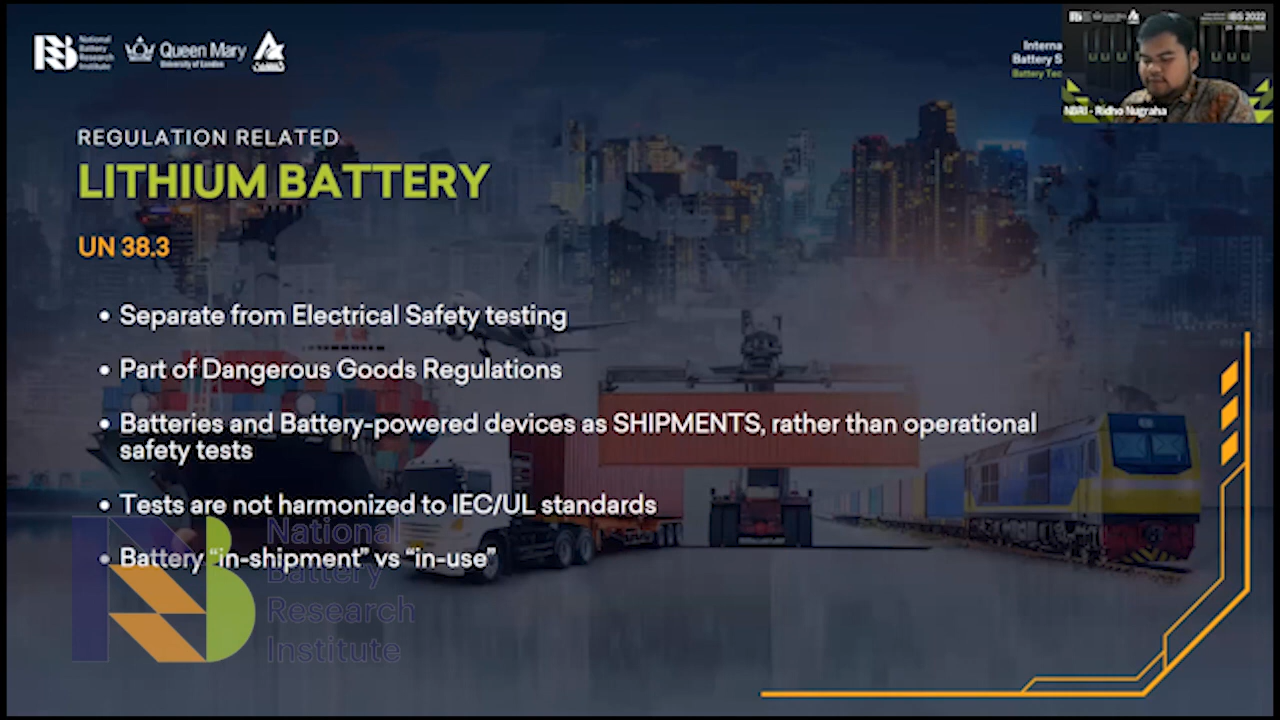 National
Battery
Research
Institute
Queen Mary
University of London
Interna
Battery S
Battery Tec
IBS 2022
NBRI - Ridho Nugraha
REGULATION RELATED
LITHIUM BATTERY
UN 38.3
• Separate from Electrical Safety testing
• Part of Dangerous Goods Regulations
• Batteries and Battery-powered devices as SHIPMENTS, rather than operational
safety tests
• Tests are not harmonized to IEC/UL standards
• Battery “in-shipment” vs “in-use”
National
Battery
Research
Institute